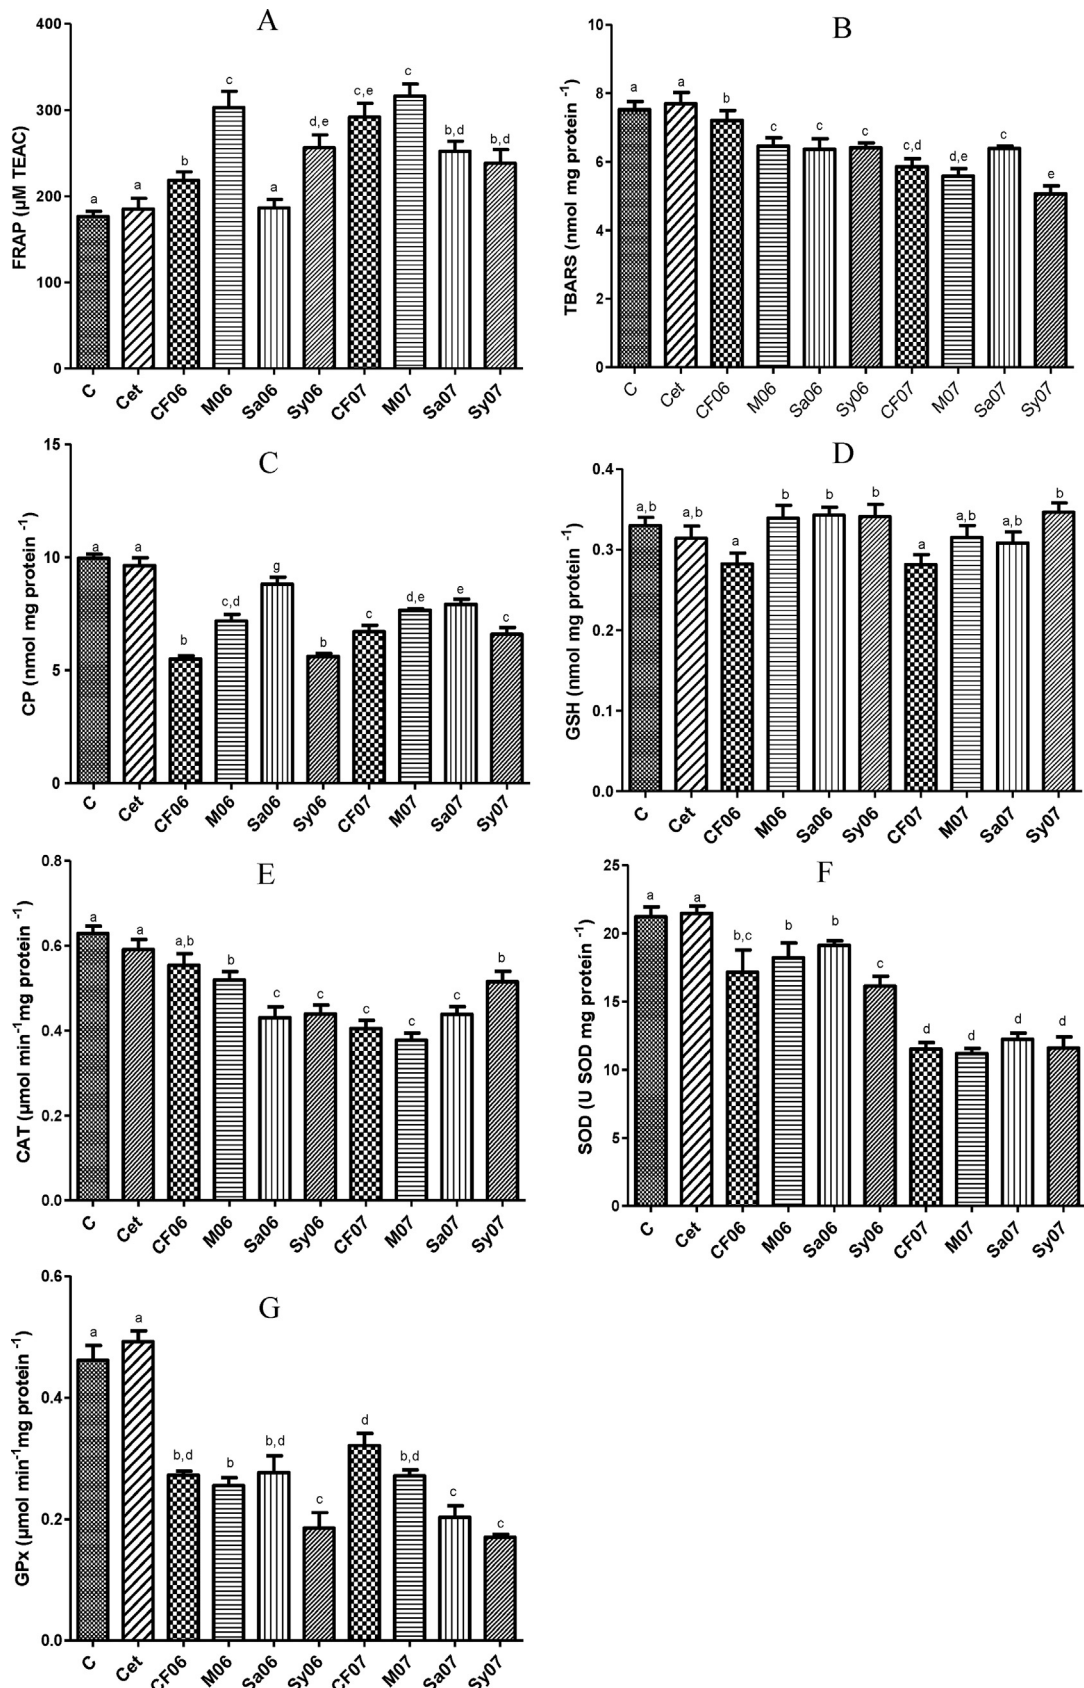 A
FRAP (µM TEAC)
400
300
200
100
0
a
a
b
c
a
d,e
c,e
c
b,d
b,d
C
Cet
CF06
M06
Sa06
Sy06
CF07
M07
Sa07
Sy07
B
TBARS (nmol mg protein -1)
10
8
6
4
2
0
a
a
b
c
c
c
c,d
d,e
c
e
C
Cet
CF06
M06
Sa06
Sy06
CF07
M07
Sa07
Sy07
C
CP (nmol mg protein -1)
15
10
5
0
a
a
b
c,d
g
b
c
d,e
e
c
C
Cet
CF06
M06
Sa06
Sy06
CF07
M07
Sa07
Sy07
D
GSH (nmol mg protein -1)
0.4
0.3
0.2
0.1
0.0
a,b
a,b
a
b
b
b
a
a,b
a,b
b
C
Cet
CF06
M06
Sa06
Sy06
CF07
M07
Sa07
Sy07
E
CAT (µmol min-1mg protein -1)
0.8
0.6
0.4
0.2
0.0
a
a
a,b
b
c
c
c
c
c
b
C
Cet
CF06
M06
Sa06
Sy06
CF07
M07
Sa07
Sy07
F
SOD (U SOD mg protein -1)
25
20
15
10
5
0
a
a
b,c
b
b
c
d
d
d
d
C
Cet
CF06
M06
Sa06
Sy06
CF07
M07
Sa07
Sy07
G
GPx (µmol min-1mg protein -1)
0.6
0.4
0.2
0.0
a
a
b,d
b
b,d
c
d
b,d
c
c
C
Cet
CF06
M06
Sa06
Sy06
CF07
M07
Sa07
Sy07